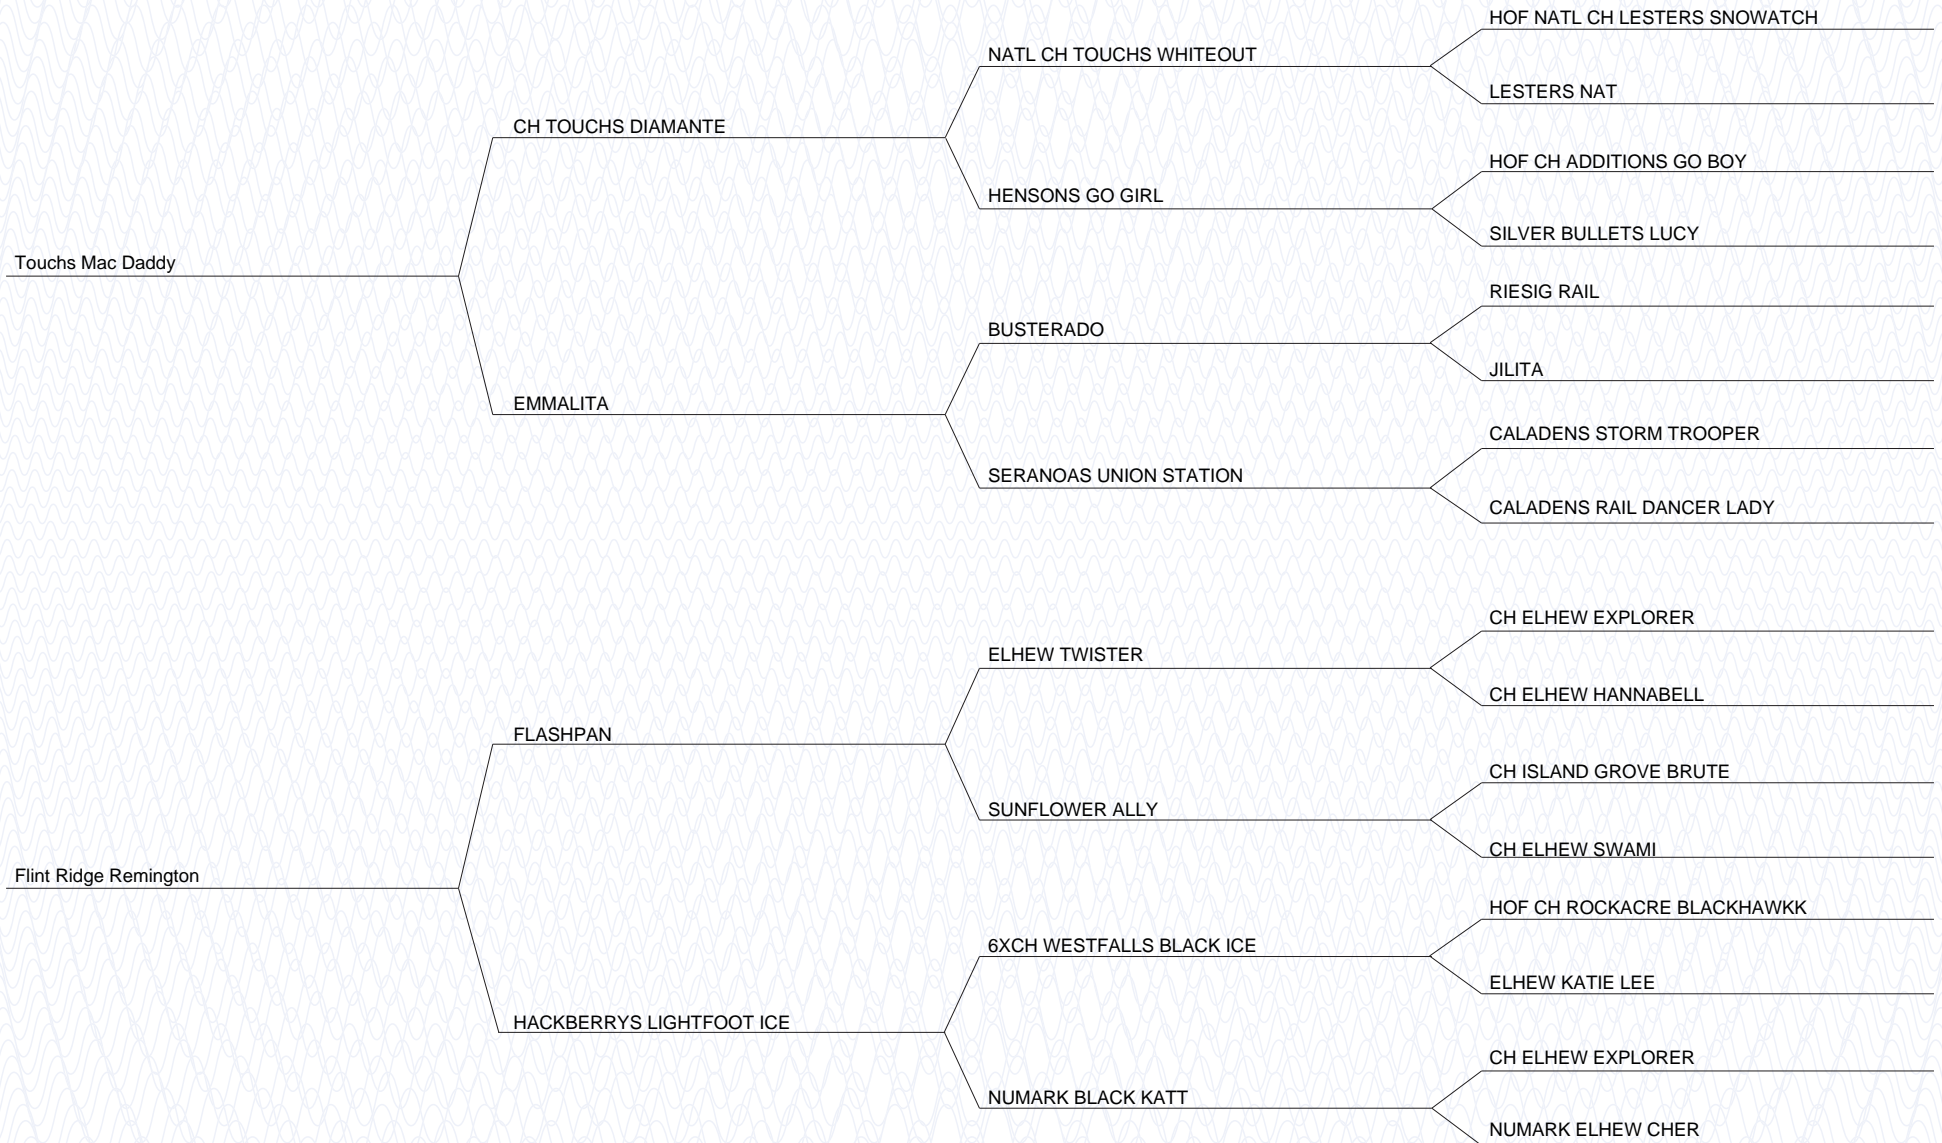 HOF NATL CH LESTERS SNOWATCH
NATL CH TOUCHS WHITEOUT
LESTERS NAT
CH TOUCHS DIAMANTE
HOF CH ADDITIONS GO BOY
HENSONS GO GIRL
SILVER BULLETS LUCY
Touchs Mac Daddy
RIESIG RAIL
BUSTERADO
JILITA
EMMALITA
CALADENS STORM TROOPER
SERANOAS UNION STATION
CALADENS RAIL DANCER LADY
CH ELHEW EXPLORER
ELHEW TWISTER
CH ELHEW HANNABELL
FLASHPAN
CH ISLAND GROVE BRUTE
SUNFLOWER ALLY
CH ELHEW SWAMI
Flint Ridge Remington
HOF CH ROCKACRE BLACKHAWKK
6XCH WESTFALLS BLACK ICE
ELHEW KATIE LEE
HACKBERRYS LIGHTFOOT ICE
CH ELHEW EXPLORER
NUMARK BLACK KATT
NUMARK ELHEW CHER